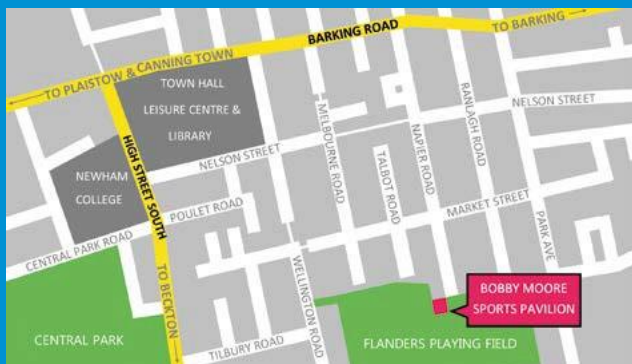 BARKING ROAD
TO BARKING
TO PLAISTOW & CANNING TOWN
TOWN HALL
LEISURE CENTRE &
LIBRARY
NELSON STREET
MELBOURNE ROAD
NAPIER ROAD
RANLAGH ROAD
HIGH STREET SOUTH
NELSON STREET
TALBOT ROAD
NEWHAM
COLLEGE
POULET ROAD
MARKET STREET
CENTRAL PARK ROAD
PARK AVE
WELLINGTON ROAD
TO BECKTON
BOBBY MOORE
SPORTS PAVILION
CENTRAL PARK
TILBURY ROAD
FLANDERS PLAYING FIELD